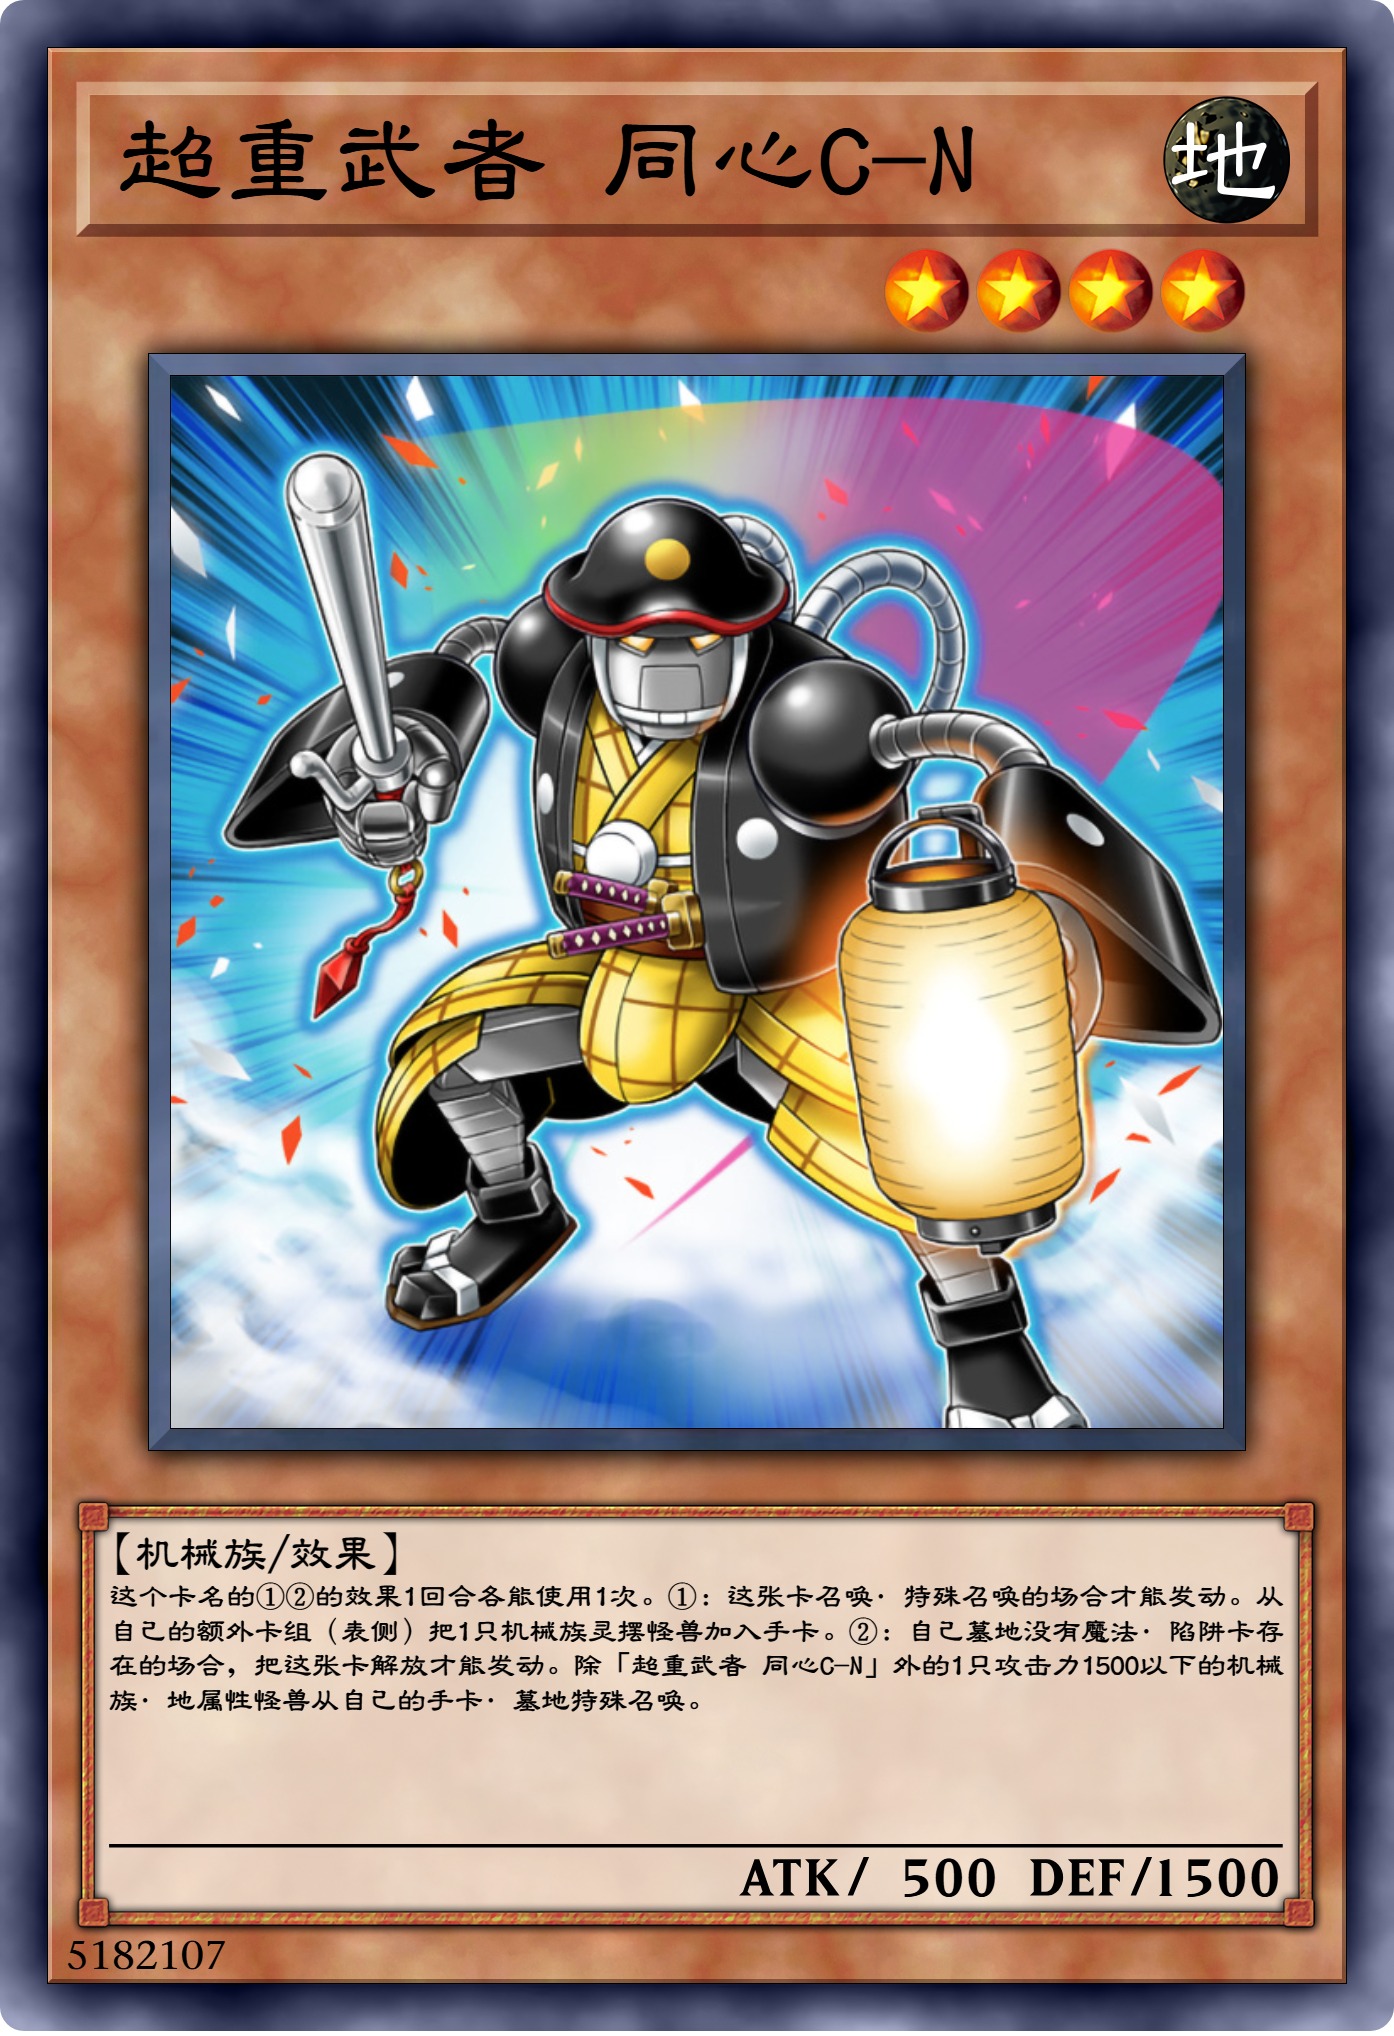 超重武者 同心C-N
地
【机械族/效果】
这个卡名的①②的效果1回合各能使用1次。①：这张卡召唤·特殊召唤的场合才能发动。从
自己的额外卡组（表侧）把1只机械族灵摆怪兽加入手卡。②：自己墓地没有魔法·陷阱卡存
在的场合，把这张卡解放才能发动。除「超重武者 同心C-N」外的1只攻击力1500以下的机械
族·地属性怪兽从自己的手卡·墓地特殊召唤。
ATK/ 500 DEF/1500
5182107